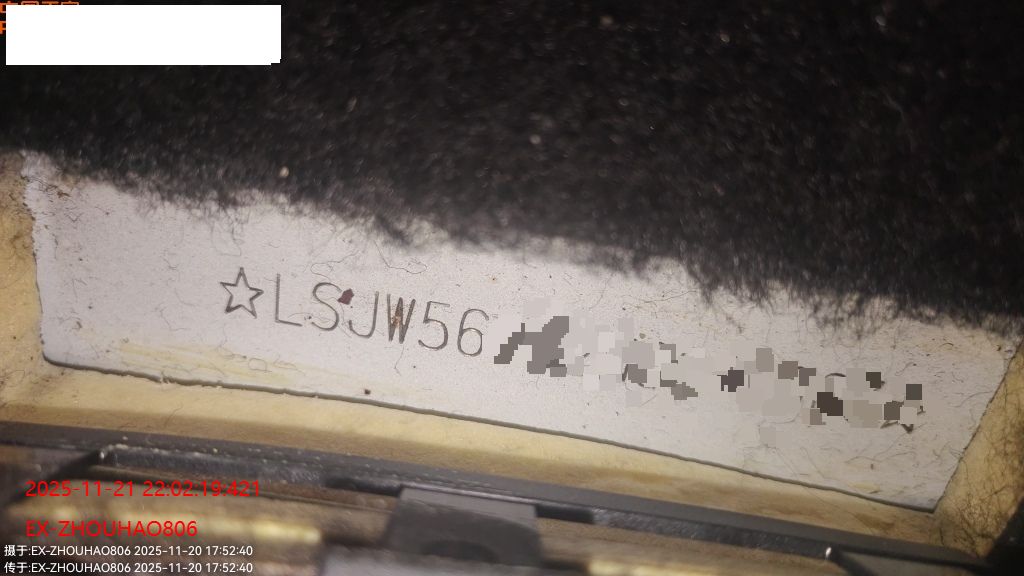 ☆LSJW56
2025-11-21 22:02:19.421
EX-ZHOUHAO806
摄于:EX-ZHOUHAO806 2025-11-20 17:52:40
传于:EX-ZHOUHAO806 2025-11-20 17:52:40